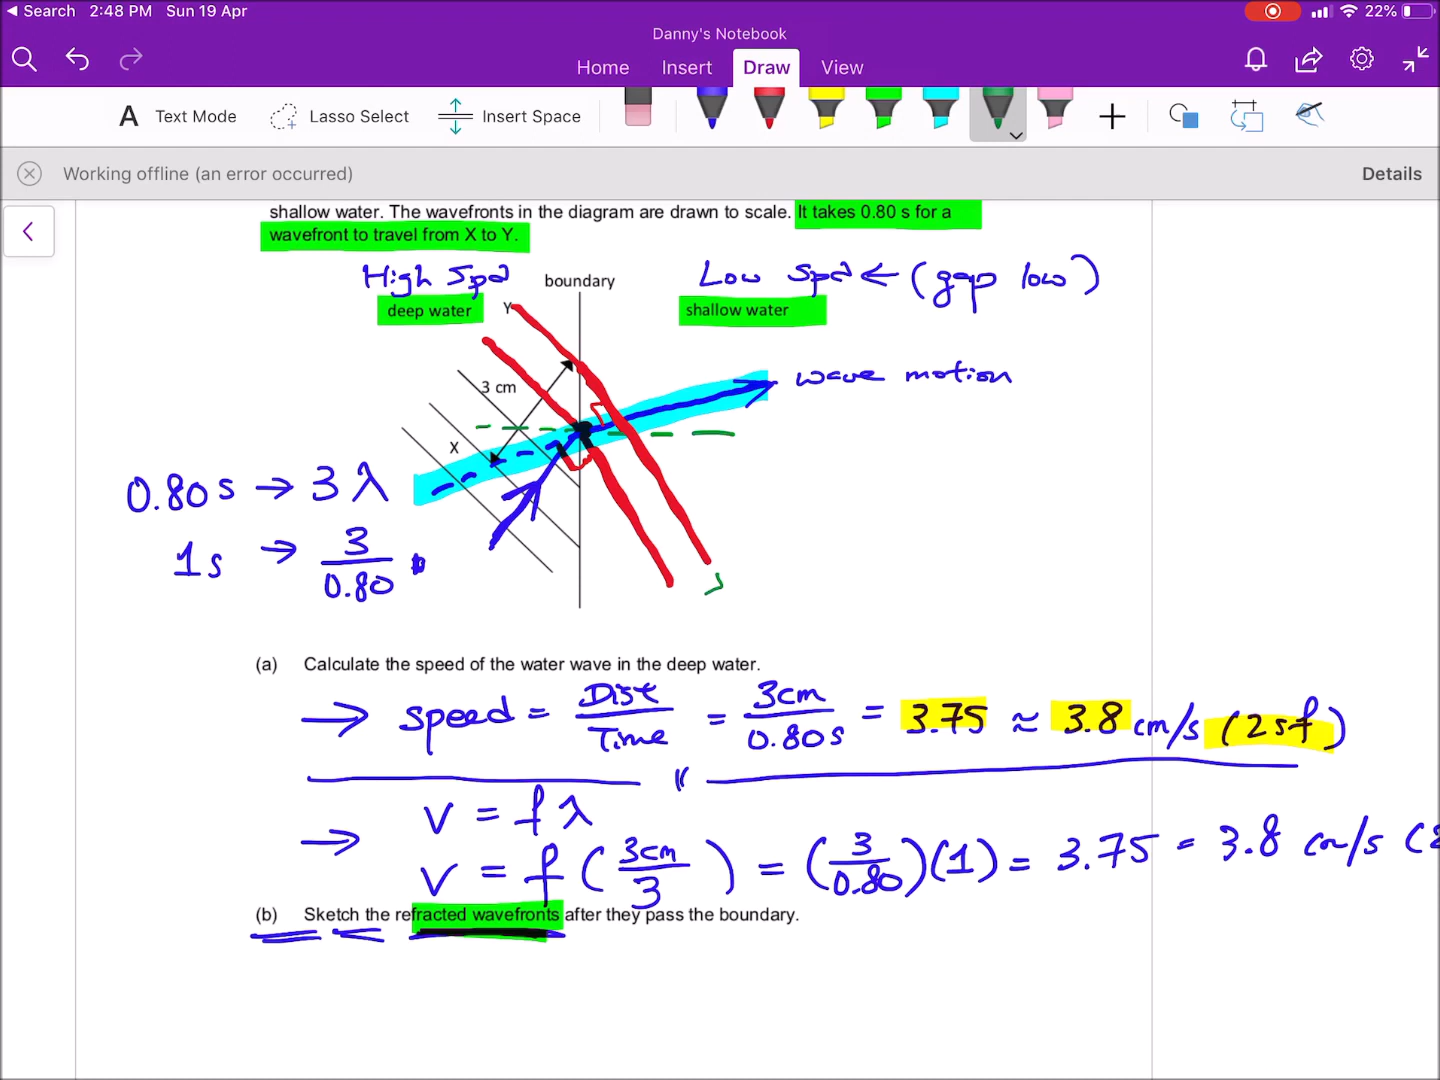 Search 2:48 PM Sun 19 Apr 22%
Danny's Notebook
Home Insert Draw View
A Text Mode Lasso Select Insert Space
Working offline (an error occurred) Details
shallow water. The wavefronts in the diagram are drawn to scale. It takes 0.80 s for a
wavefront to travel from X to Y.
High Spd boundary Low Spd ← (gap low)
deep water Y shallow water
3 cm wave motion
X
0.80s → 3λ
1s → 3/0.80
(a) Calculate the speed of the water wave in the deep water.
→ speed = Dist/Time = 3cm/0.80s = 3.75 ≈ 3.8 cm/s (2sf)
v = fλ
→ v = f(3cm/3) = (3/0.80)(1) = 3.75 = 3.8 cm/s (2
(b) Sketch the refracted wavefronts after they pass the boundary.